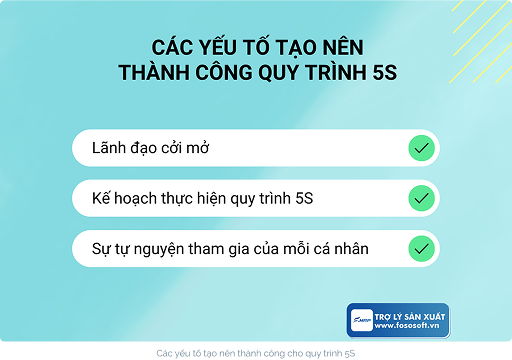 CÁC YẾU TỐ TẠO NÊN
THÀNH CÔNG QUY TRÌNH 5S
Lãnh đạo cởi mở
Kế hoạch thực hiện quy trình 5S
Sự tự nguyện tham gia của mỗi cá nhân
TRỢ LÝ SẢN XUẤT
www.fososoft.vn
Các yếu tố tạo nên thành công cho quy trình 5S